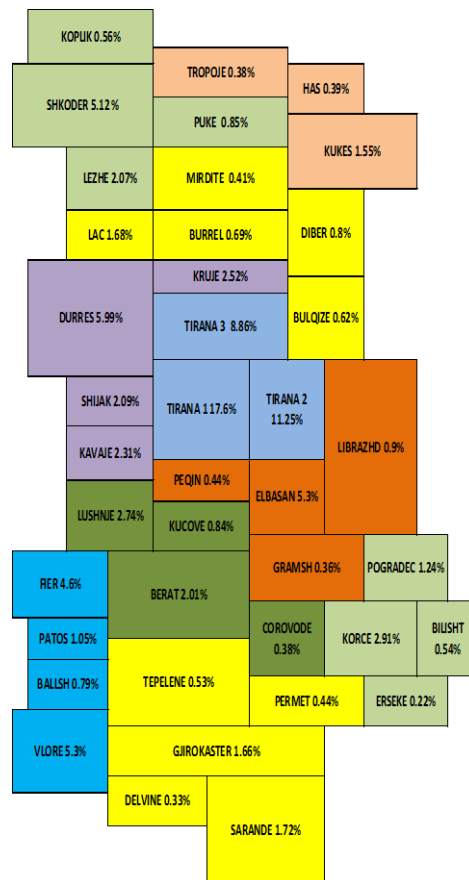 KOPLIK 0.56%
TROPOJE 0.38%
HAS 0.39%
SHKODER 5.12 %
PUKE 0.85%
KUKES 1.55%
LEZHE 2.07%
MIRDITE 0.41%
DIBER 0.8%
LAC 1.68%
BURREL 0.69%
KRUJE 2.52%
DURRES 5.99%
TIRANA 3 8.86%
BULQIZE 0.62%
SHIJAK 2.09%
TIRANA 1 17.6%
TIRANA 2
11.25%
LIBRAZHD 0.9%
KAVAJE 2.31%
PEQIN 0.44%
ELBASAN 5.3%
LUSHNJE 2.74%
KUCOVE 0.84%
FIER 4.6%
BERAT 2.01%
GRAMSH 0.36%
POGRADEC 1.24%
PATOS 1.05%
COROVODE
0.38%
KORCE 2.91%
BILISHT
0.54%
BALLSH 0.79%
TEPELENE 0.53%
PERMET 0.44%
ERSEKE 0.22%
VLORE 5.3%
GJIROKASTER 1.66%
DELVINE 0.33%
SARANDE 1.72%